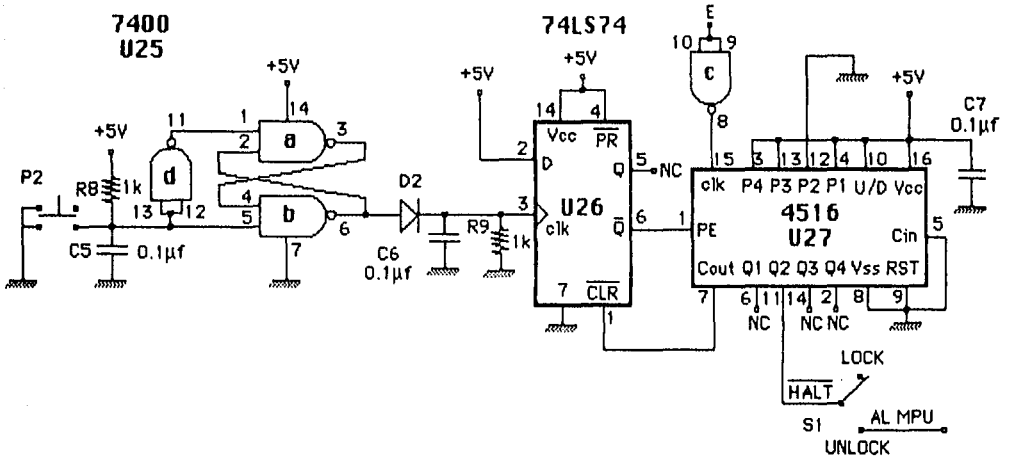 7400
U25
74LS74
E
10 9
c
8
+5V
+5V
+5V
+5V
+5V
C7
0.1µf
14
1
2
a
3
11
d
13 12
P2
R8 1k
C5 0.1µf
4
5
b
6
7
D2
C6
0.1µf
R9
1k
14 4
Vcc PR
2 D
Q 5 NC
U26
3
clk
Q 6
7 CLR
1
15 3 13 12 4 10 16
clk P4 P3 P2 P1 U/D Vcc
4516
U27
1 PE
Cin 5
Cout Q1 Q2 Q3 Q4 Vss RST
7 6 11 14 2 8 9
NC NC NC
LOCK
HALT
S1
AL MPU
UNLOCK